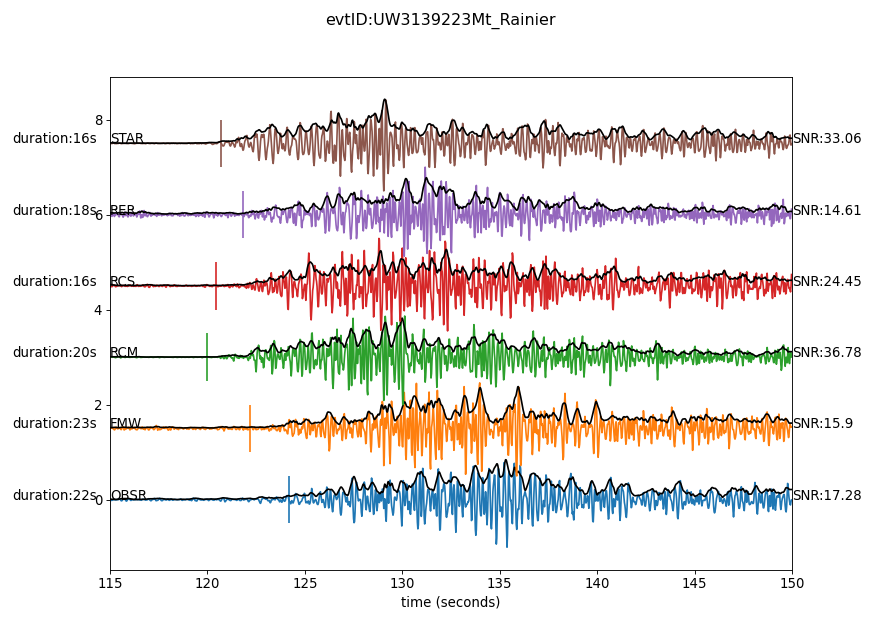 evtID:UW3139223Mt_Rainier
8
duration:16s STAR SNR:33.06
duration:18s RER SNR:14.61
6
duration:16s RCS SNR:24.45
4
duration:20s RCM SNR:36.78
2
duration:23s FMW SNR:15.9
duration:22s OBSR SNR:17.28
0
115 120 125 130 135 140 145 150
time (seconds)